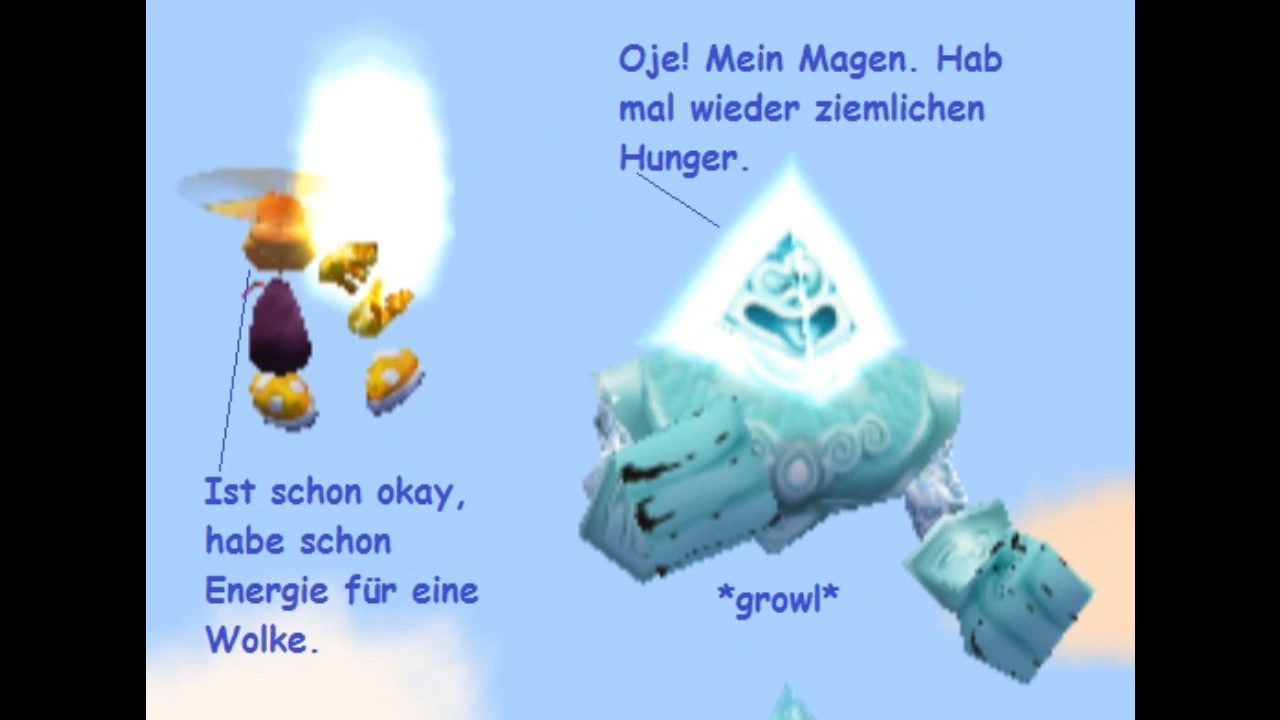 Oje! Mein Magen. Hab
mal wieder ziemlichen
Hunger.
Ist schon okay,
habe schon
Energie für eine
Wolke.
*growl*